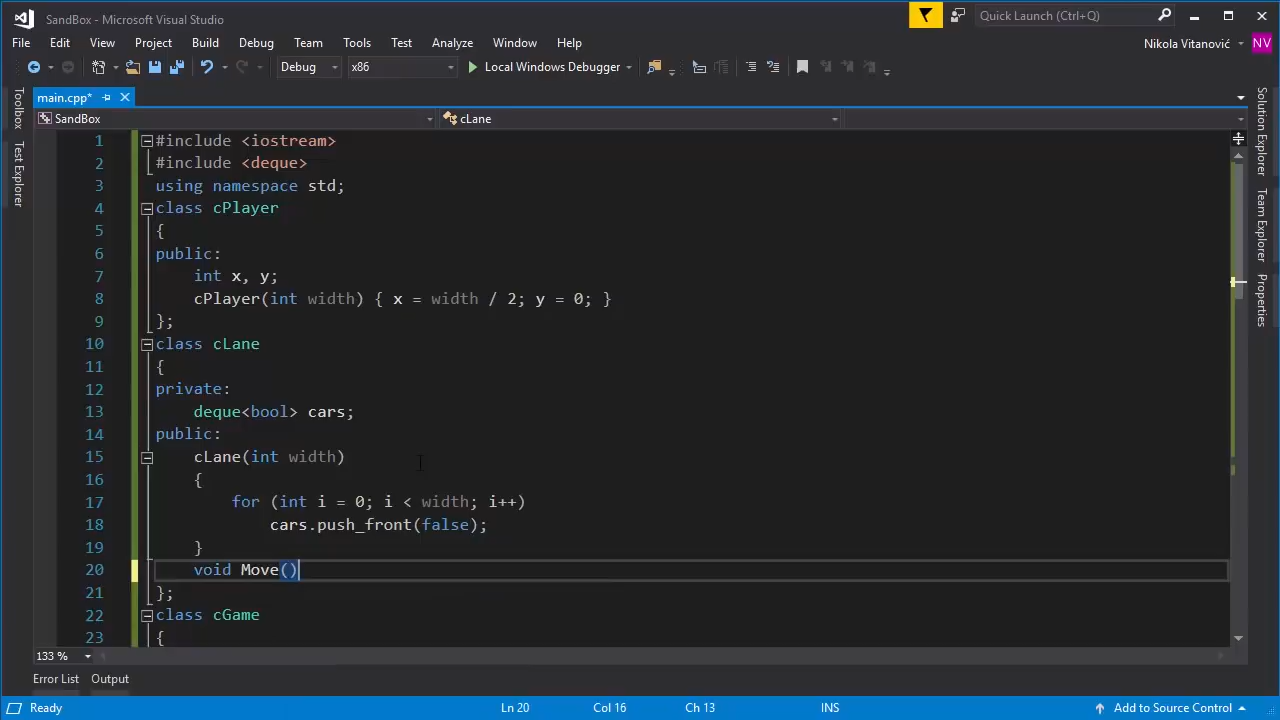 SandBox - Microsoft Visual Studio
Quick Launch (Ctrl+Q)
File Edit View Project Build Debug Team Tools Test Analyze Window Help
Nikola Vitanović NV
Debug x86 Local Windows Debugger
main.cpp*
SandBox cLane
Toolbox
Test Explorer
Solution Explorer
Team Explorer
Properties
1 #include <iostream>
2 #include <deque>
3 using namespace std;
4 class cPlayer
5 {
6 public:
7 int x, y;
8 cPlayer(int width) { x = width / 2; y = 0; }
9 };
10 class cLane
11 {
12 private:
13 deque<bool> cars;
14 public:
15 cLane(int width)
16 {
17 for (int i = 0; i < width; i++)
18 cars.push_front(false);
19 }
20 void Move()
21 };
22 class cGame
23 {
133 %
Error List Output
Ready Ln 20 Col 16 Ch 13 INS Add to Source Control